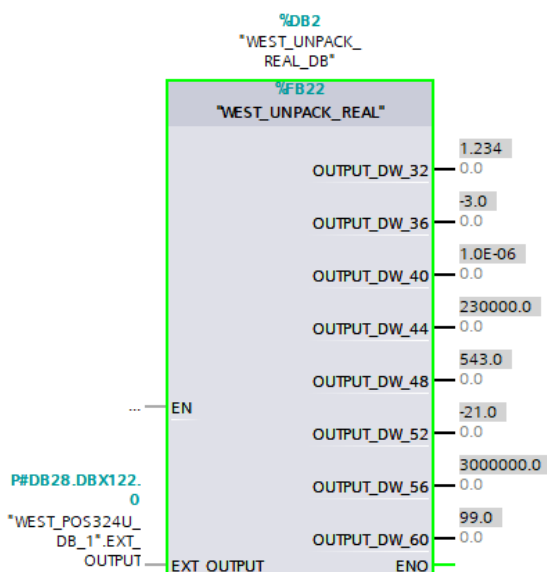 %DB2
"WEST_UNPACK_
REAL_DB"
%FB22
"WEST_UNPACK_REAL"
1.234
OUTPUT_DW_32 0.0
-3.0
OUTPUT_DW_36 0.0
1.0E-06
OUTPUT_DW_40 0.0
230000.0
OUTPUT_DW_44 0.0
543.0
OUTPUT_DW_48 0.0
... EN
-21.0
OUTPUT_DW_52 0.0
3000000.0
OUTPUT_DW_56 0.0
99.0
OUTPUT_DW_60 0.0
P#DB28.DBX122.
0
"WEST_POS324U_
DB_1".EXT_
OUTPUT EXT_OUTPUT ENO